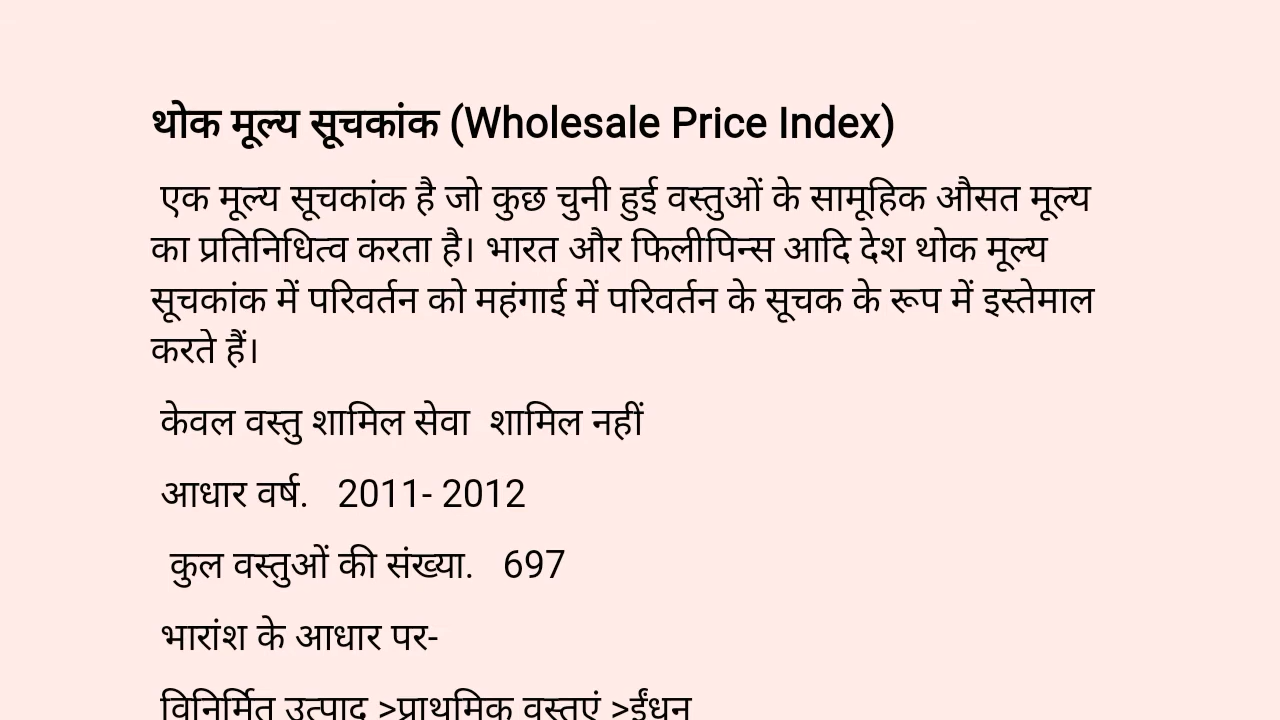 थोक मूल्य सूचकांक (Wholesale Price Index)
एक मूल्य सूचकांक है जो कुछ चुनी हुई वस्तुओं के सामूहिक औसत मूल्य
का प्रतिनिधित्व करता है। भारत और फिलीपिन्स आदि देश थोक मूल्य
सूचकांक में परिवर्तन को महंगाई में परिवर्तन के सूचक के रूप में इस्तेमाल
करते हैं।
केवल वस्तु शामिल सेवा शामिल नहीं
आधार वर्ष. 2011- 2012
कुल वस्तुओं की संख्या. 697
भारांश के आधार पर-
विनिर्मित उत्पाद >प्राथमिक वस्तुएं >ईंधन